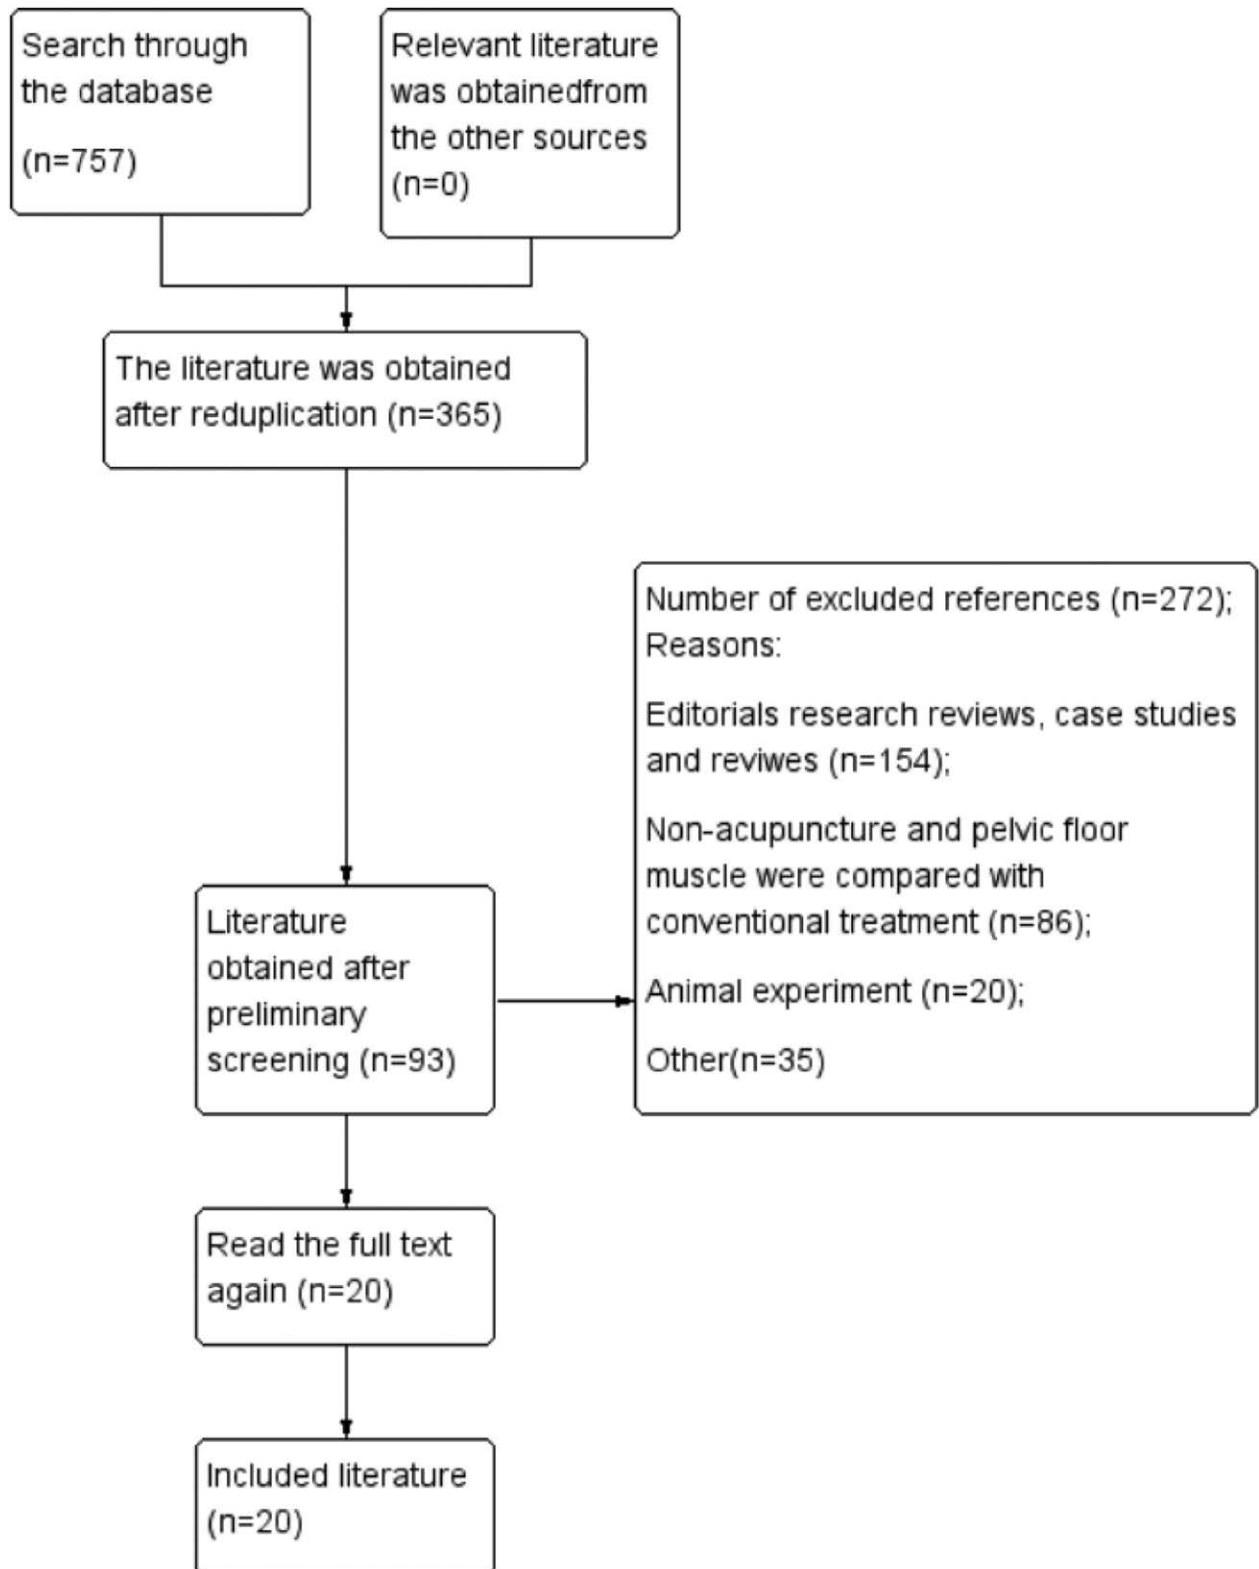 Search through
the database
(n=757)
Relevant literature
was obtainedfrom
the other sources
(n=0)
The literature was obtained
after reduplication (n=365)
Number of excluded references (n=272);
Reasons:
Editorials research reviews, case studies
and reviwes (n=154);
Non-acupuncture and pelvic floor
muscle were compared with
conventional treatment (n=86);
Animal experiment (n=20);
Other(n=35)
Literature
obtained after
preliminary
screening (n=93)
Read the full text
again (n=20)
Included literature
(n=20)